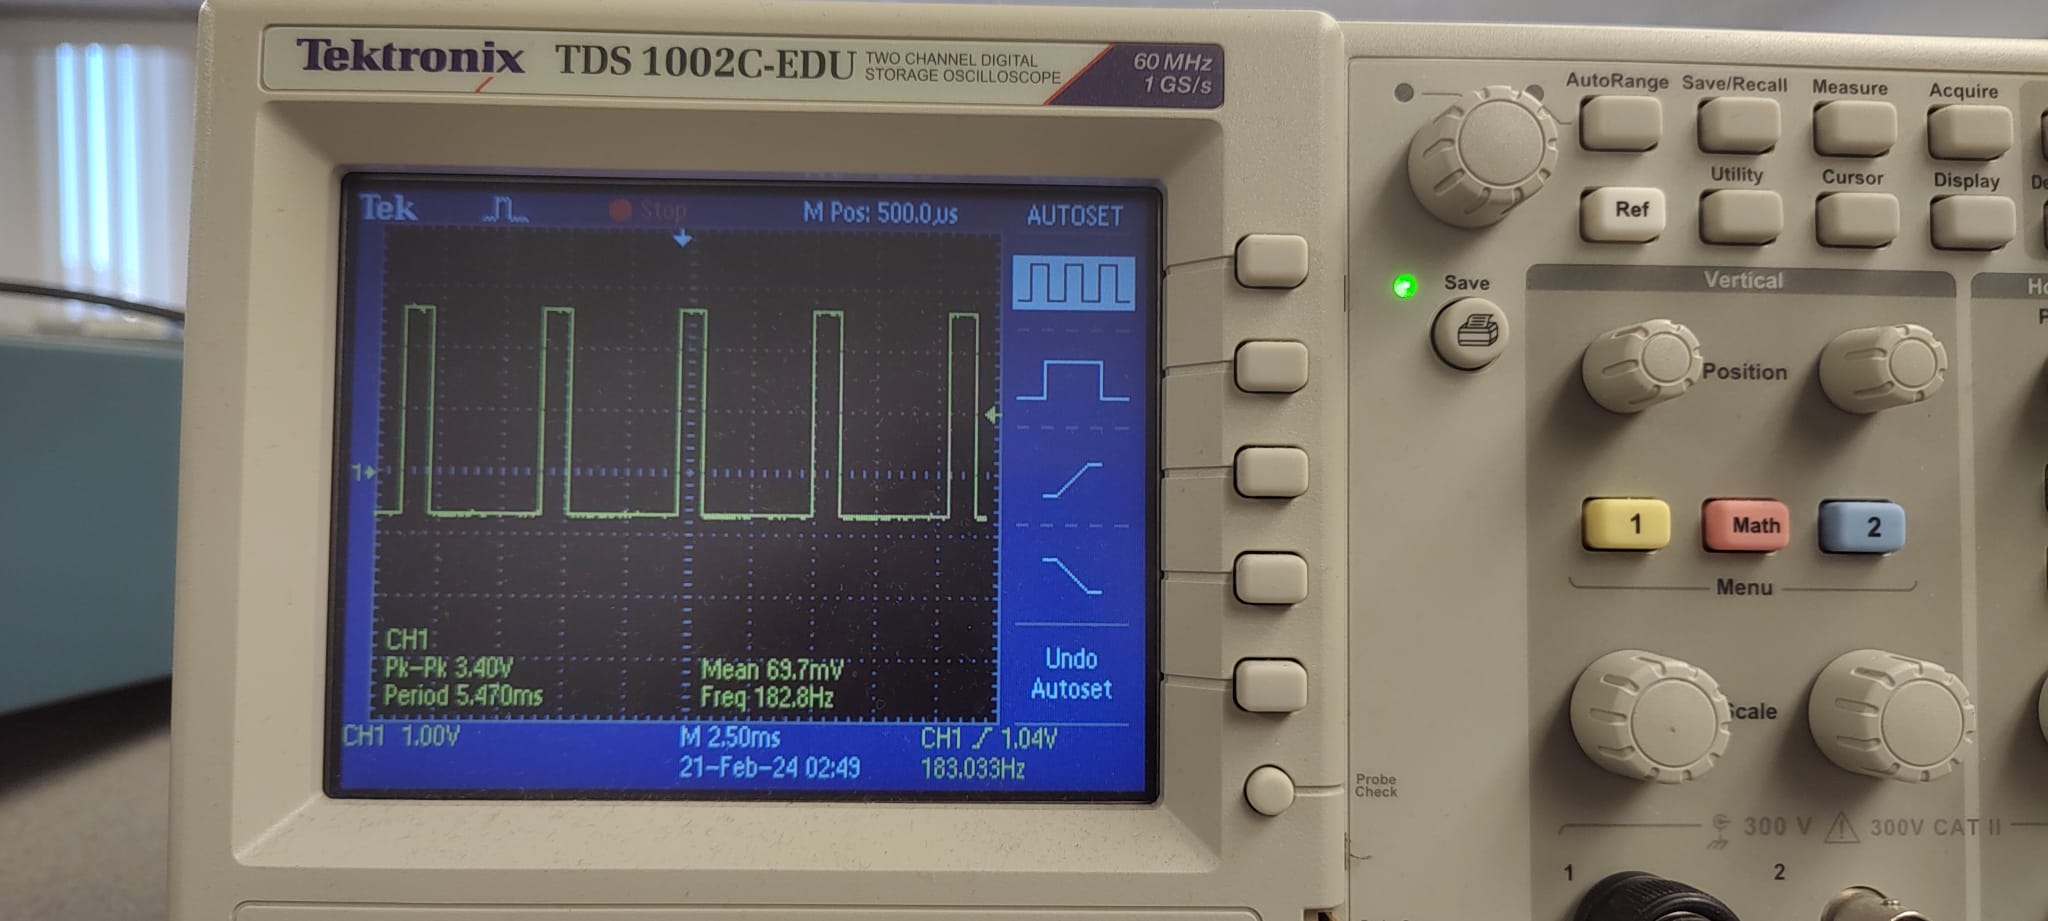 Tektronix TDS 1002C-EDU TWO CHANNEL DIGITAL STORAGE OSCILLOSCOPE 60 MHz 1 GS/s
Tek Stop M Pos: 500.0µs AUTOSET
1
CH1
Pk-Pk 3.40V Mean 69.7mV
Period 5.470ms Freq 182.8Hz
Undo
Autoset
CH1 1.00V M 2.50ms CH1 1.04V
21-Feb-24 02:49 183.033Hz
AutoRange Save/Recall Measure Acquire
Ref Utility Cursor Display
Save
Vertical
Position
1 Math 2
Menu
Scale
Probe
Check
300 V 300V CAT II
1 2